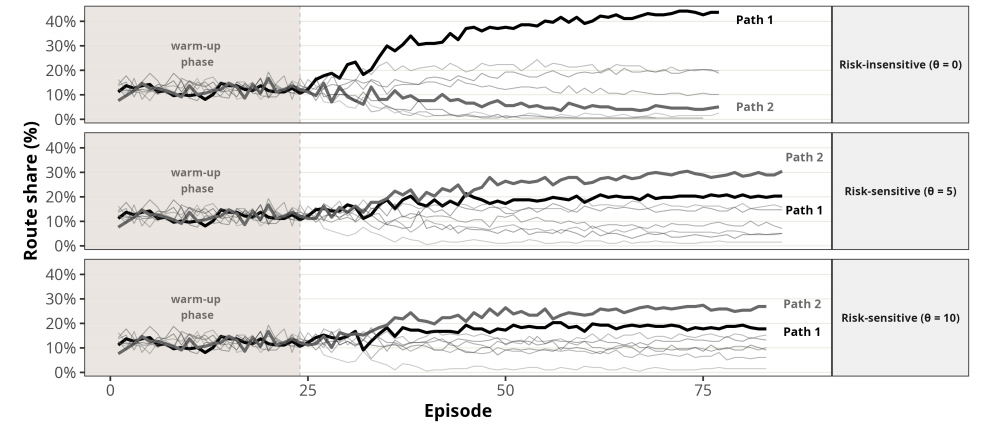 40%
30%
20%
10%
0%
warm-up
phase
Path 1
Path 2
Risk-insensitive (θ = 0)
40%
30%
20%
10%
0%
warm-up
phase
Path 2
Path 1
Risk-sensitive (θ = 5)
40%
30%
20%
10%
0%
warm-up
phase
Path 2
Path 1
Risk-sensitive (θ = 10)
Route share (%)
0
25
50
75
Episode